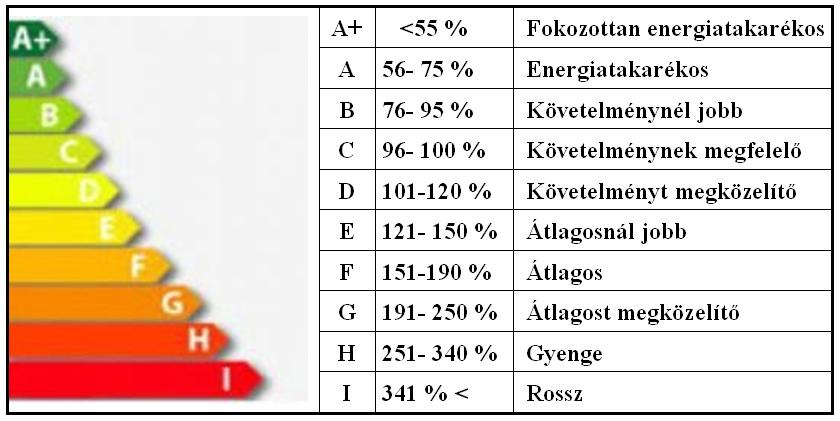 A+ A+ <55 % Fokozottan energiatakarékos
A A 56- 75 % Energiatakarékos
B B 76- 95 % Követelménynél jobb
C C 96- 100 % Követelménynek megfelelő
D D 101-120 % Követelményt megközelítő
E E 121- 150 % Átlagosnál jobb
F F 151-190 % Átlagos
G G 191- 250 % Átlagost megközelítő
H H 251- 340 % Gyenge
I I 341 % < Rossz